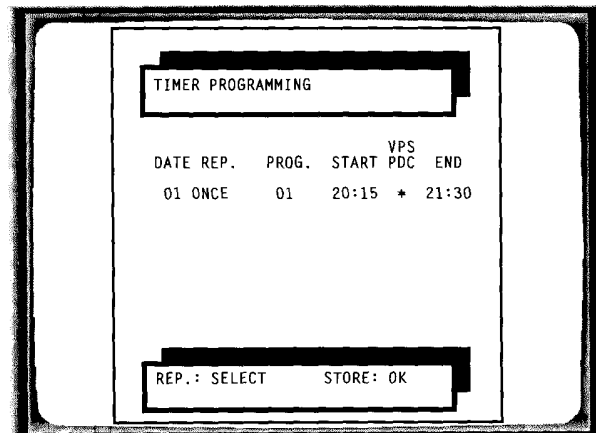 TIMER PROGRAMMING
VPS
DATE REP. PROG. START PDC END
01 ONCE 01 20:15 * 21:30
REP.: SELECT STORE: OK